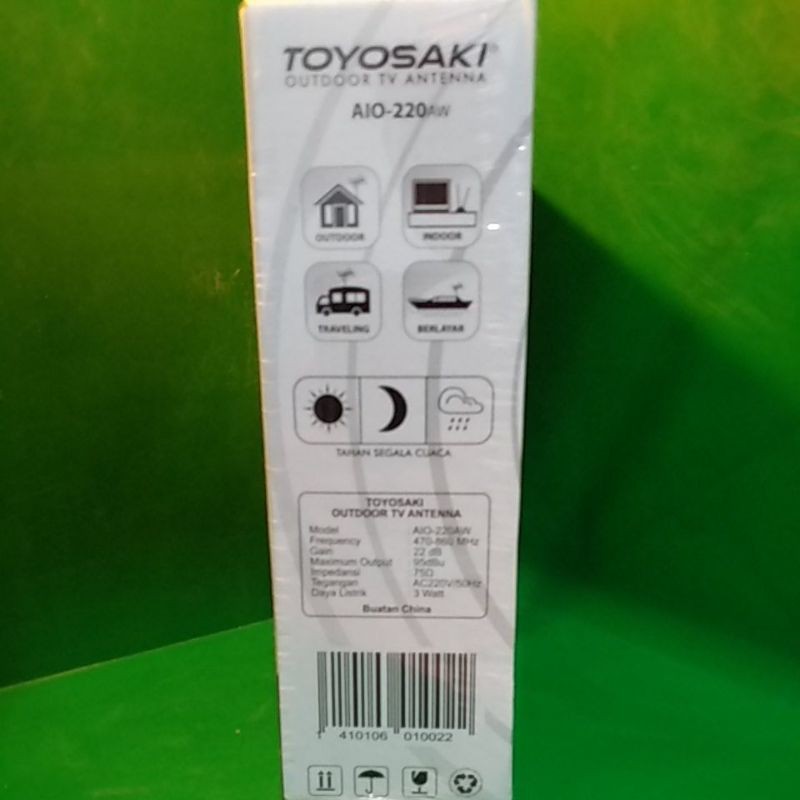 TOYOSAKI®
OUTDOOR TV ANTENNA
AIO-220AW
OUTDOOR
INDOOR
TRAVELING
BERLAYAR
TAHAN SEGALA CUACA
TOYOSAKI
OUTDOOR TV ANTENNA
Model AIO-220AW
Frequency 470-860 MHz
Gain 22 dB
Maximum Output 95dBu
Impedansi 75Ω
Tegangan AC220V/50Hz
Daya Listrik 3 Watt
Buatan China
1 410106 010022